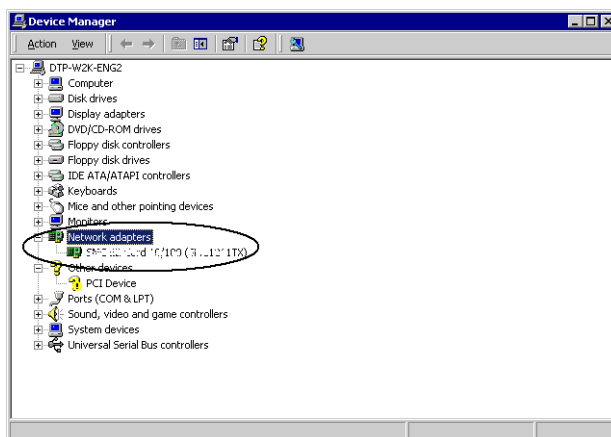 Device Manager
Action View
DTP-W2K-ENG2
Computer
Disk drives
Display adapters
DVD/CD-ROM drives
Floppy disk controllers
Floppy disk drives
IDE ATA/ATAPI controllers
Keyboards
Mice and other pointing devices
Monitors
Network adapters
10/100
Other devices
PCI Device
Ports (COM & LPT)
Sound, video and game controllers
System devices
Universal Serial Bus controllers